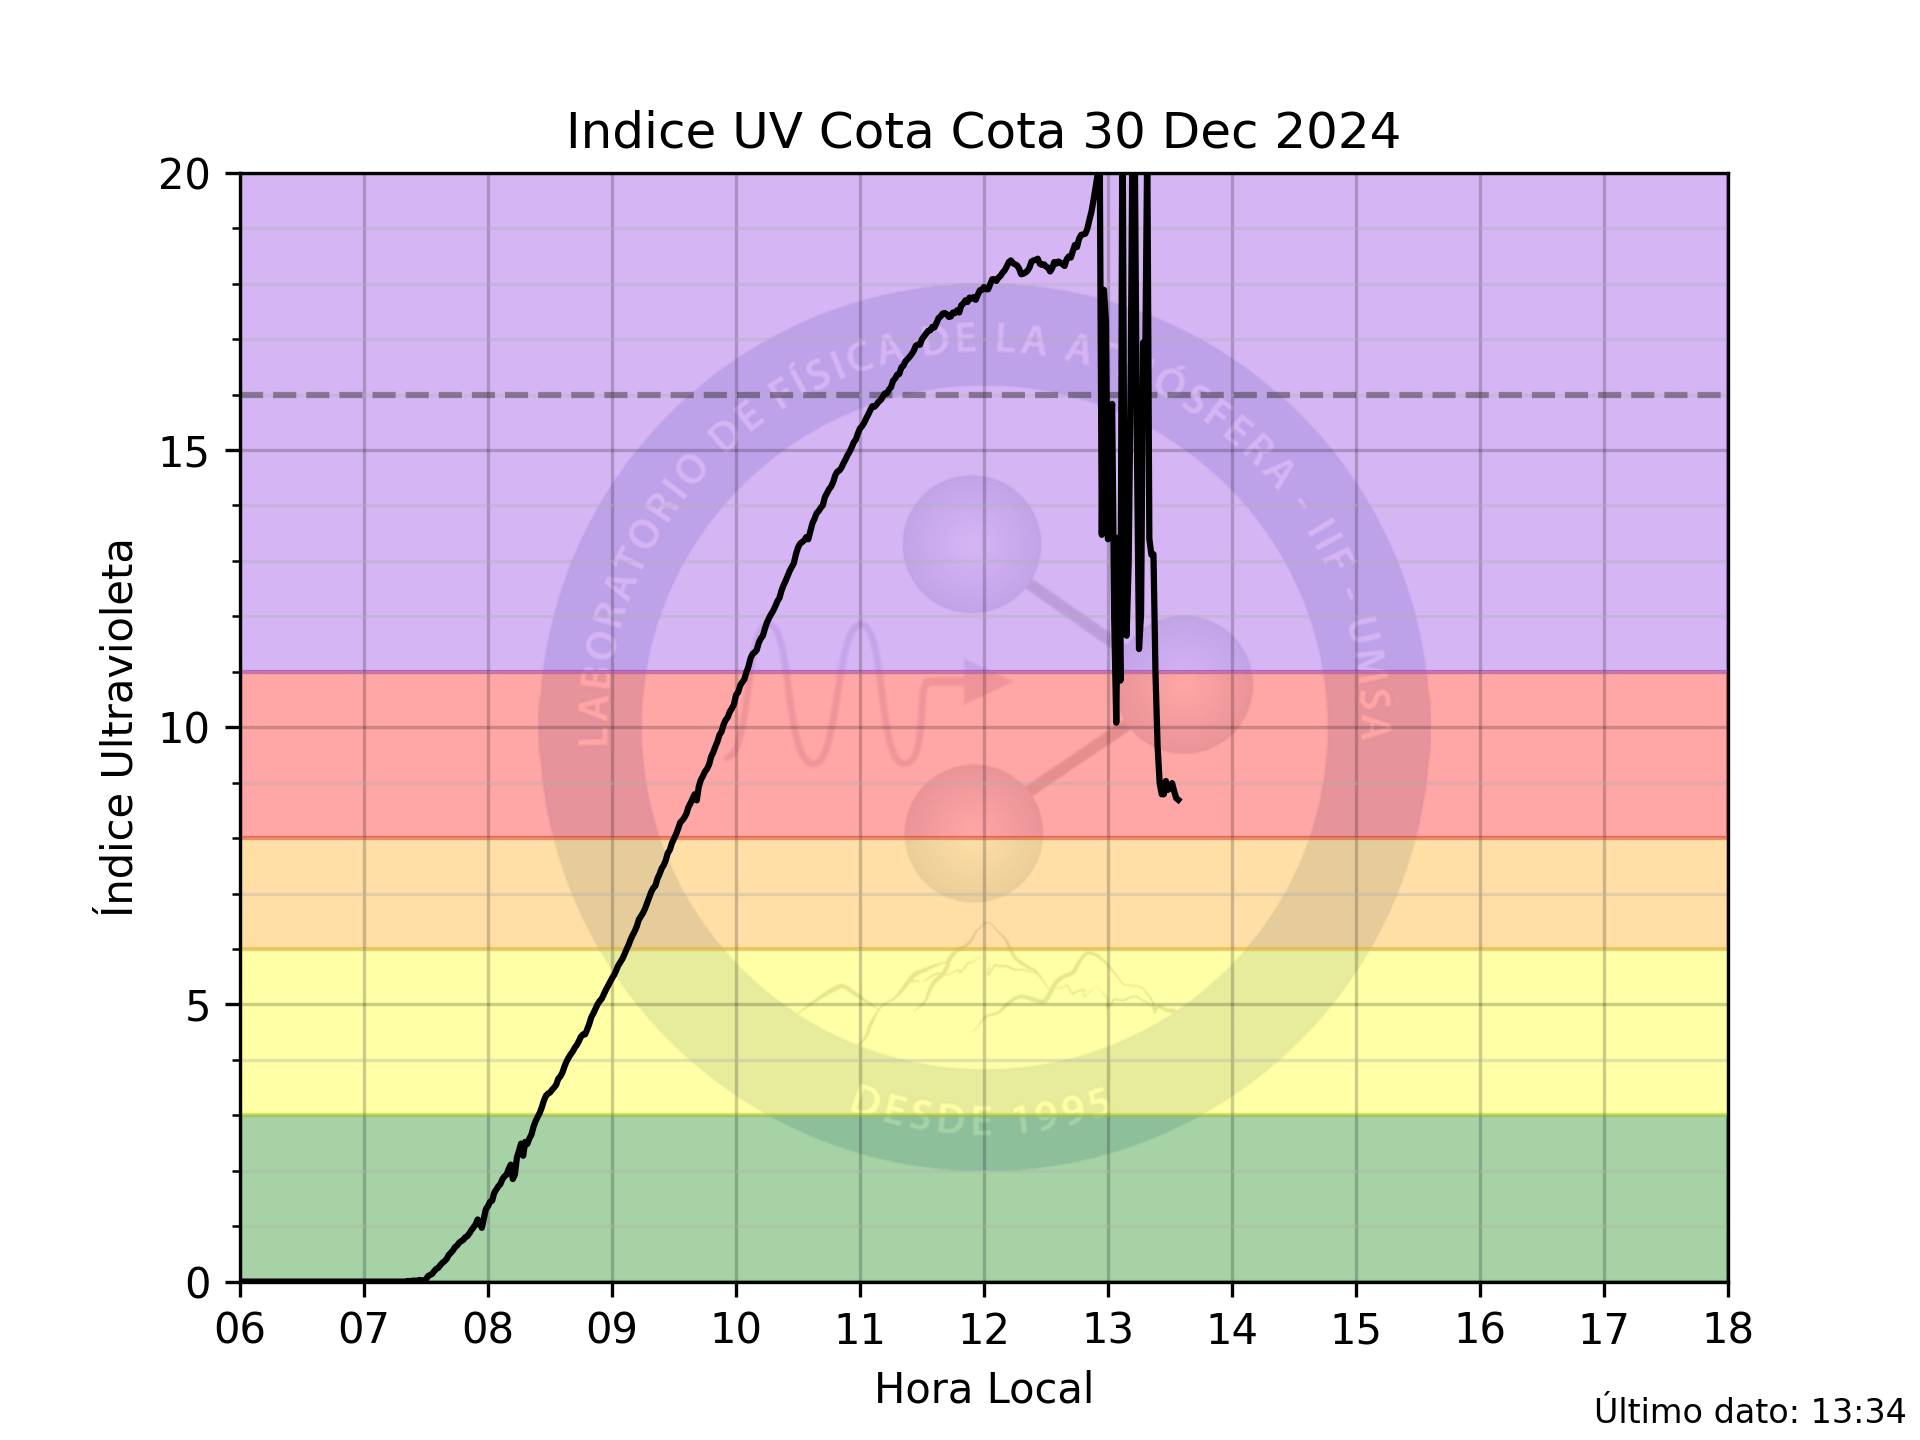 Indice UV Cota Cota 30 Dec 2024
20
15
10
5
0
Índice Ultravioleta
LABORATORIO DE FÍSICA DE LA ATMÓSFERA - IIF - UMSA
DESDE 1995
06 07 08 09 10 11 12 13 14 15 16 17 18
Hora Local
Último dato: 13:34